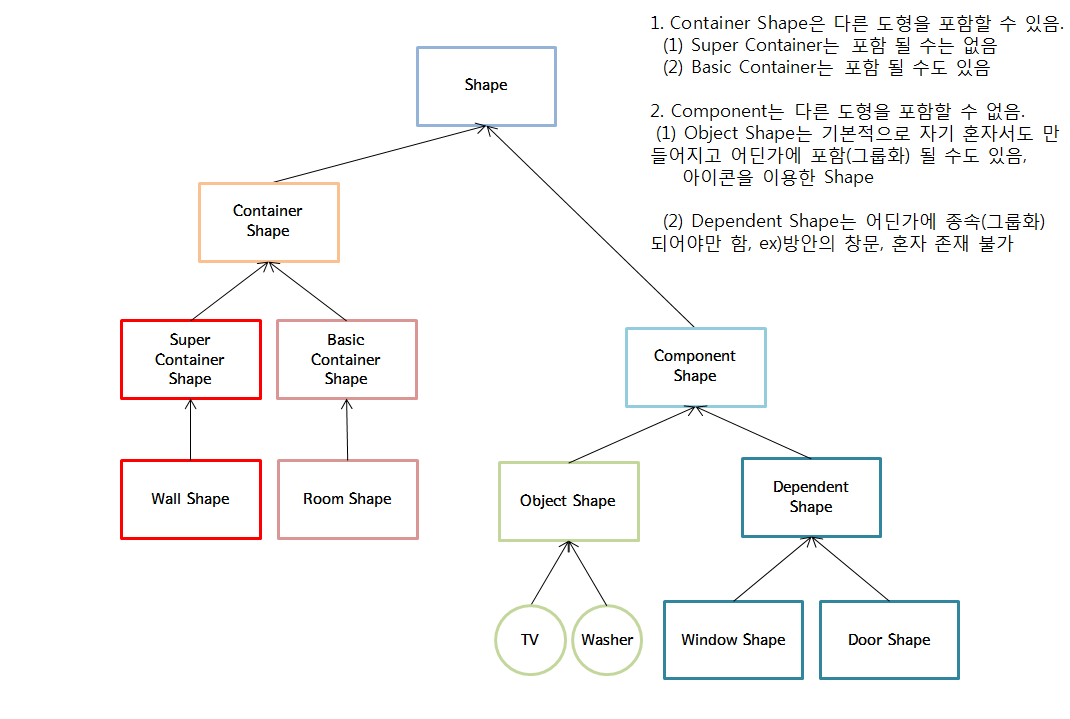 1. Container Shape은 다른 도형을 포함할 수 있음.
(1) Super Container는 포함 될 수는 없음
(2) Basic Container는 포함 될 수도 있음
2. Component는 다른 도형을 포함할 수 없음.
(1) Object Shape는 기본적으로 자기 혼자서도 만
들어지고 어딘가에 포함(그룹화) 될 수도 있음,
아이콘을 이용한 Shape
(2) Dependent Shape는 어딘가에 종속(그룹화)
되어야만 함, ex)방안의 창문, 혼자 존재 불가
Shape
Container
Shape
Super
Container
Shape
Basic
Container
Shape
Component
Shape
Wall Shape
Room Shape
Object Shape
Dependent
Shape
TV
Washer
Window Shape
Door Shape